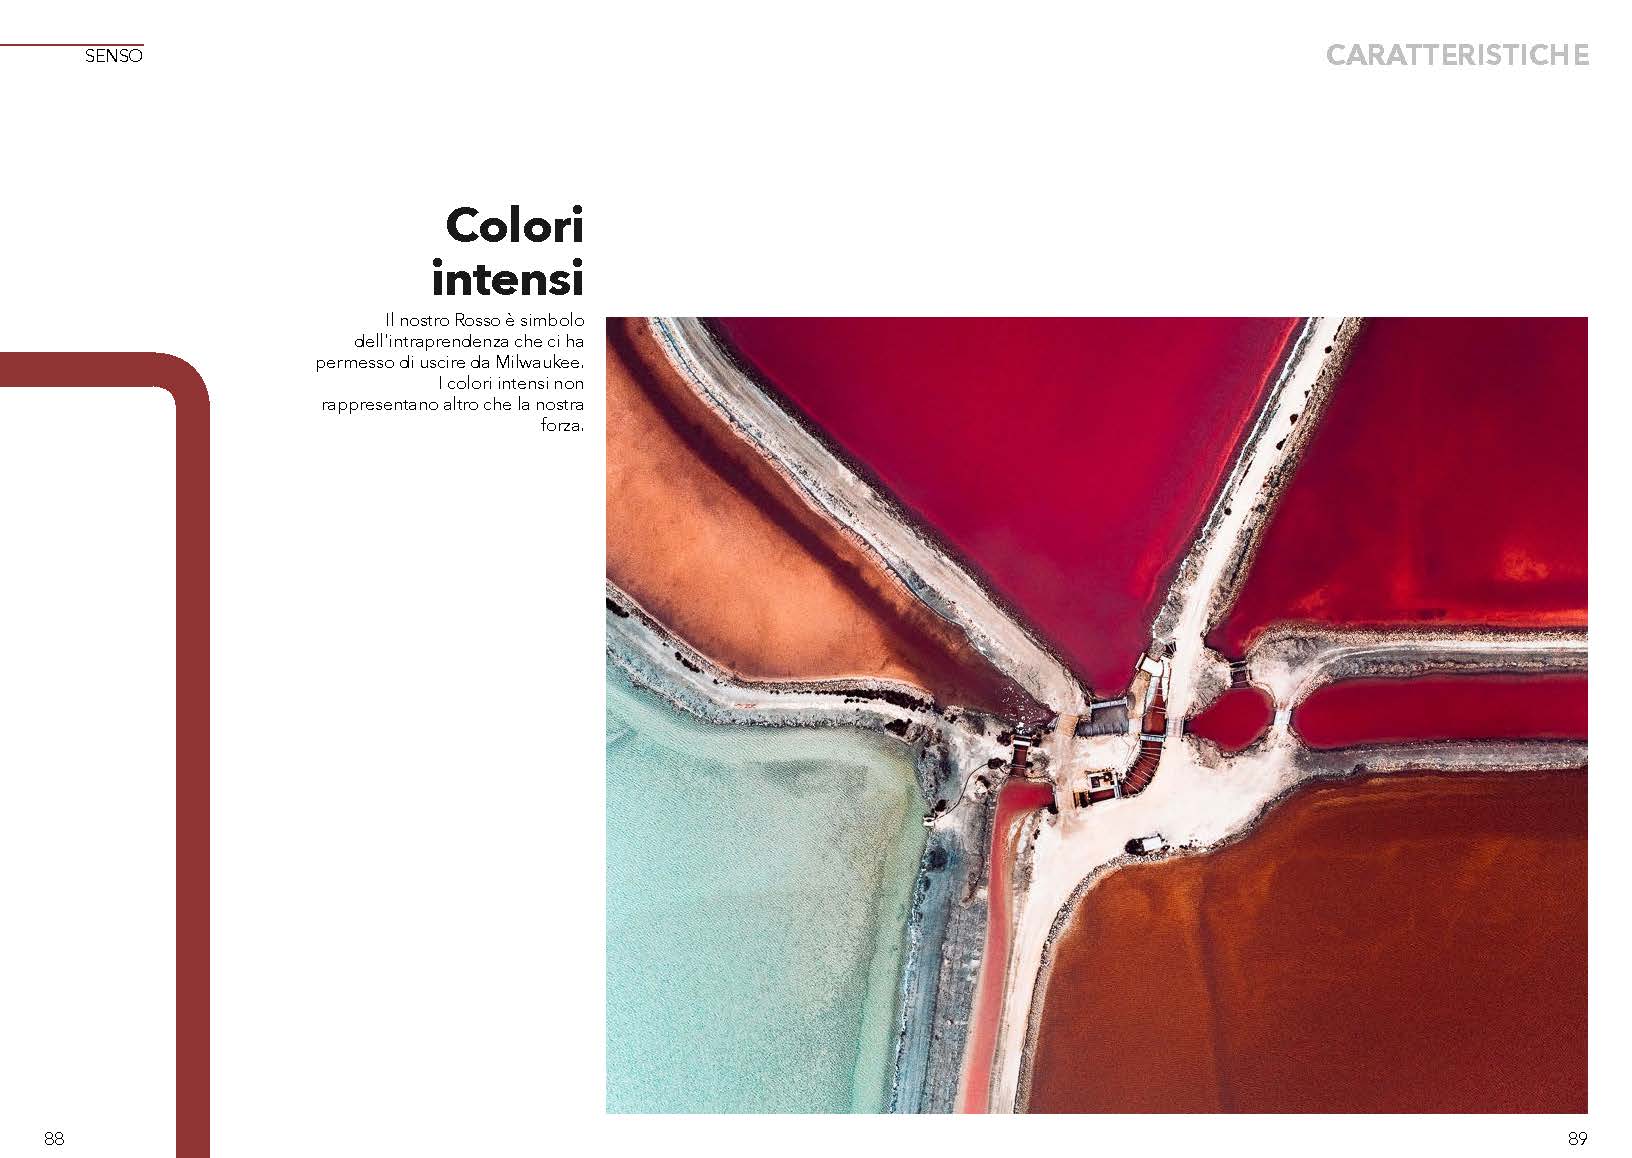 SENSO
CARATTERISTICHE
Colori
intensi
Il nostro Rosso è simbolo
dell'intraprendenza che ci ha
permesso di uscire da Milwaukee.
I colori intensi non
rappresentano altro che la nostra
forza.
88
89